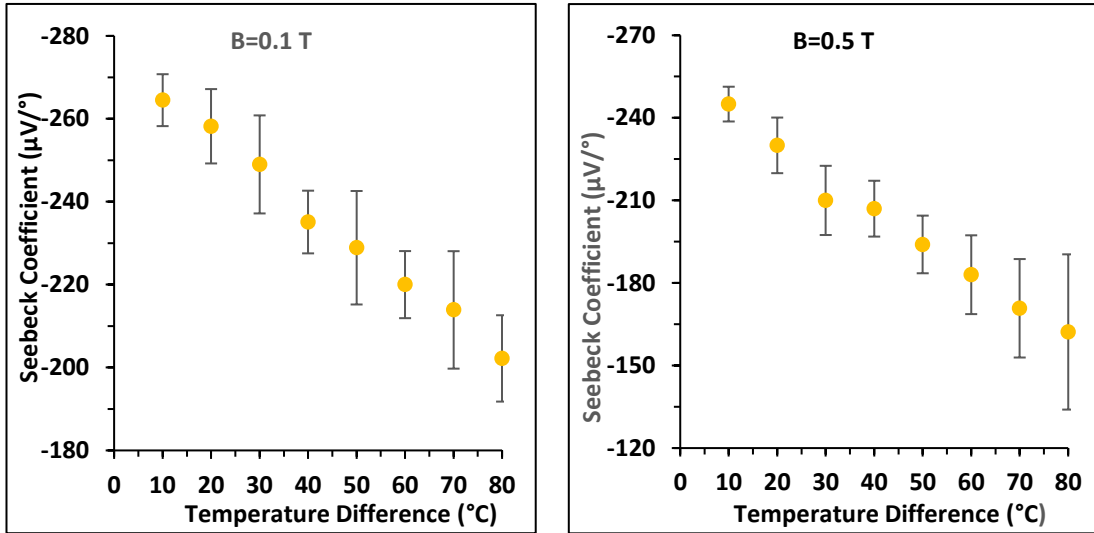 B=0.1 T
Seebeck Coefficient (µV/°)
-280
-260
-240
-220
-200
-180
0 10 20 30 40 50 60 70 80
Temperature Difference (°C)
B=0.5 T
Seebeck Coefficient (µV/°)
-270
-240
-210
-180
-150
-120
0 10 20 30 40 50 60 70 80
Temperature Difference (°C)